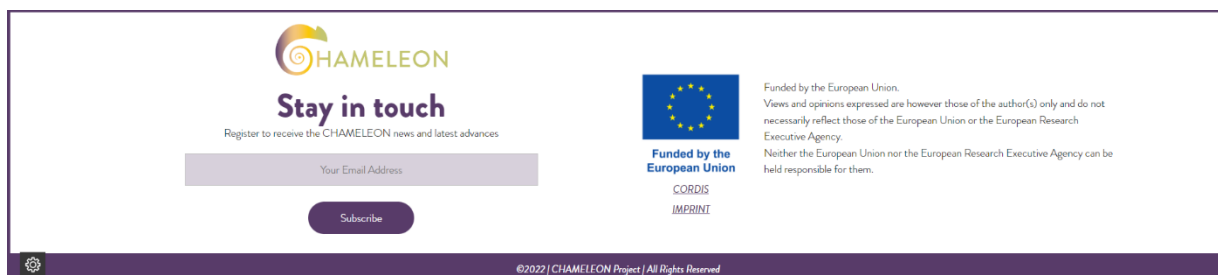 CHAMELEON
Stay in touch
Register to receive the CHAMELEON news and latest advances
Your Email Address
Subscribe
Funded by the
European Union
CORDIS
IMPRINT
Funded by the European Union.
Views and opinions expressed are however those of the author(s) only and do not
necessarily reflect those of the European Union or the European Research
Executive Agency.
Neither the European Union nor the European Research Executive Agency can be
held responsible for them.
©2022 | CHAMELEON Project | All Rights Reserved